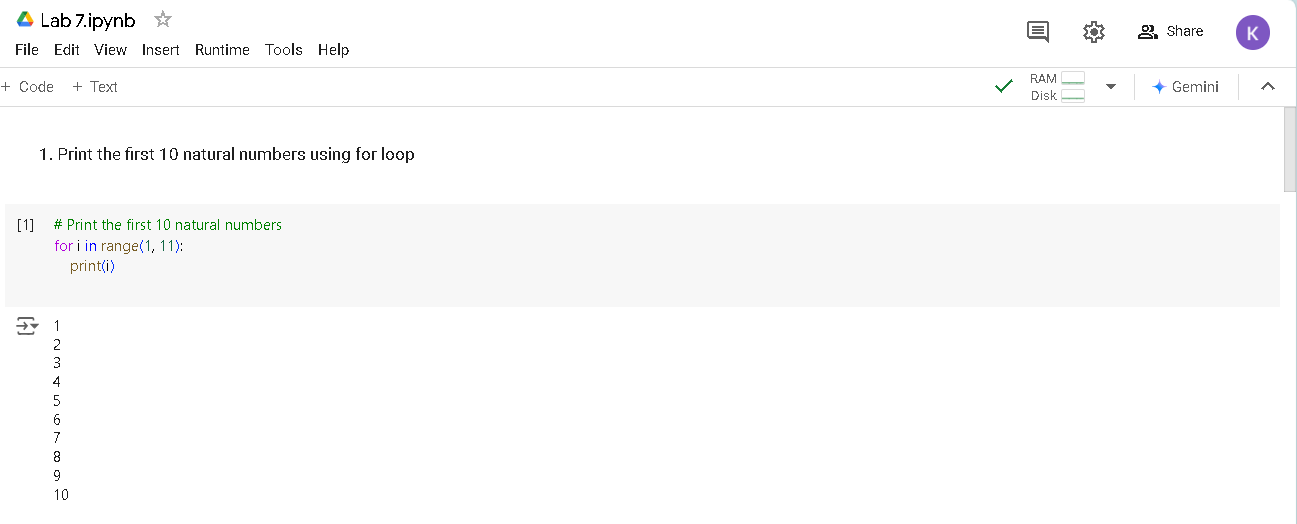 Lab 7.ipynb
File Edit View Insert Runtime Tools Help
Share
K
+ Code + Text
RAM
Disk
Gemini
1. Print the first 10 natural numbers using for loop
[1] # Print the first 10 natural numbers
for i in range(1, 11):
    print(i)
1
2
3
4
5
6
7
8
9
10